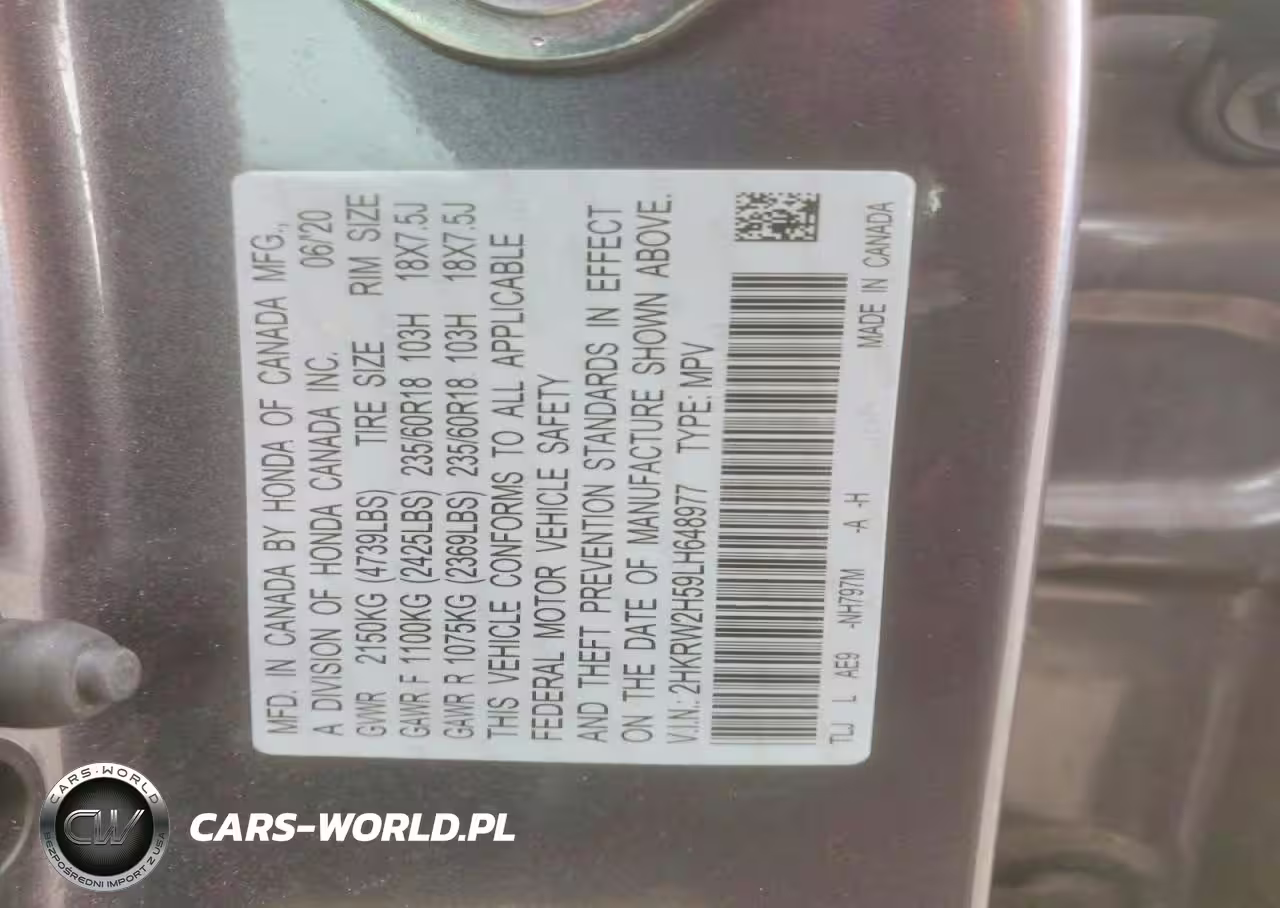 MFD. IN CANADA BY HONDA OF CANADA MFG.,
A DIVISION OF HONDA CANADA INC. 06/'20
GVWR 2150KG (4739LBS) TIRE SIZE RIM SIZE
GAWR F 1100KG (2425LBS) 235/60R18 103H 18X7.5J
GAWR R 1075KG (2369LBS) 235/60R18 103H 18X7.5J
THIS VEHICLE CONFORMS TO ALL APPLICABLE
FEDERAL MOTOR VEHICLE SAFETY
AND THEFT PREVENTION STANDARDS IN EFFECT
ON THE DATE OF MANUFACTURE SHOWN ABOVE.
V.I.N.:2HKRW2H59LH648977 TYPE: MPV
TLJ L AE9 -NH797M -A -H MADE IN CANADA
CARS-WORLD
CW
BEZPOŚREDNI IMPORT Z USA
CARS-WORLD.PL